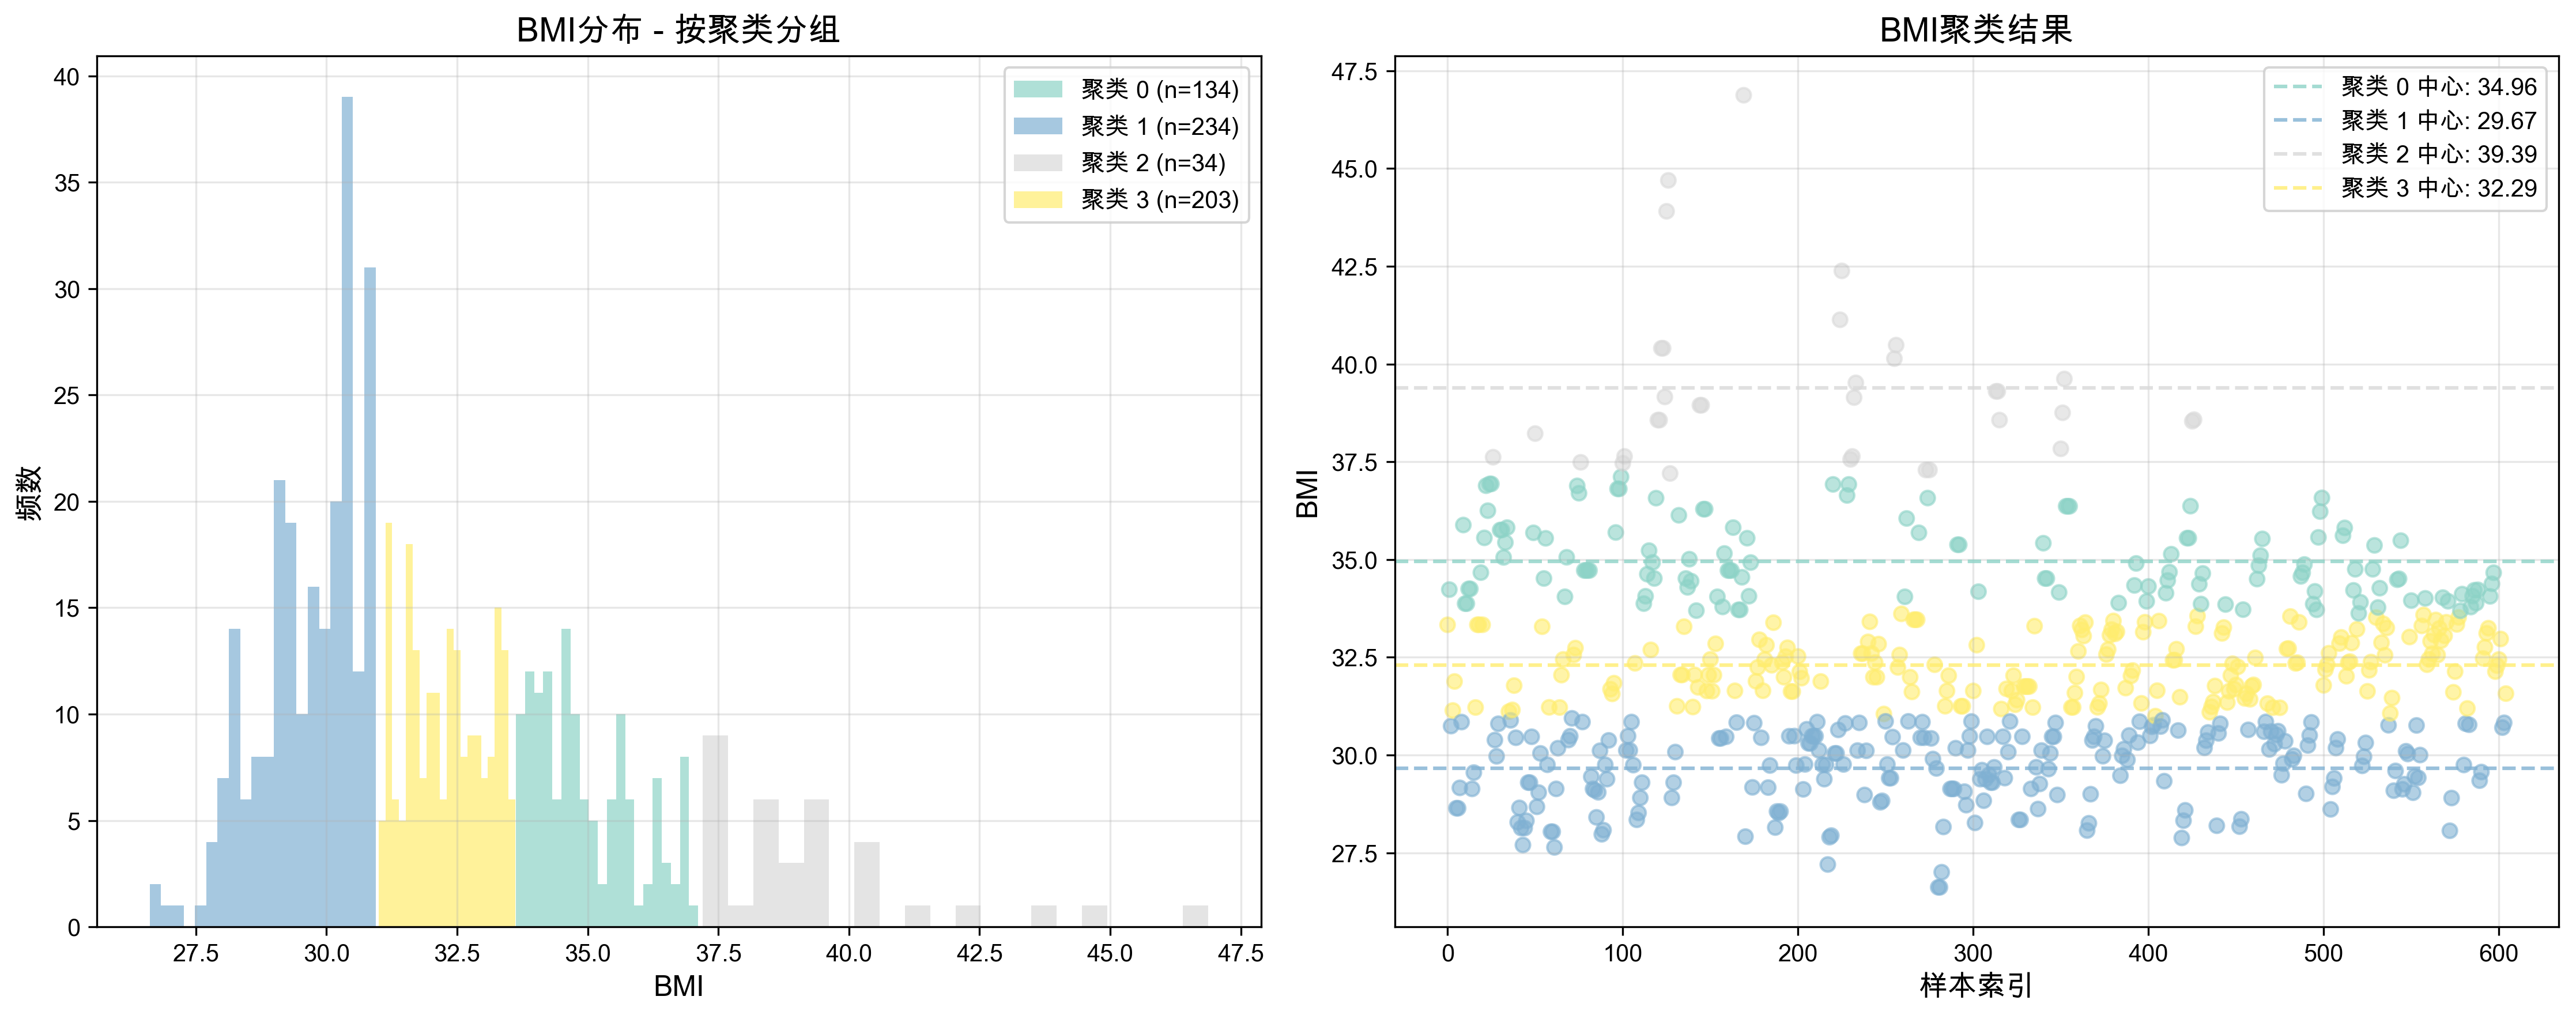 BMI分布 - 按聚类分组
40
35
30
25
20
15
10
5
0
频数
聚类 0 (n=134)
聚类 1 (n=234)
聚类 2 (n=34)
聚类 3 (n=203)
27.5 30.0 32.5 35.0 37.5 40.0 42.5 45.0 47.5
BMI
BMI聚类结果
47.5
45.0
42.5
40.0
37.5
35.0
32.5
30.0
27.5
BMI
聚类 0 中心: 34.96
聚类 1 中心: 29.67
聚类 2 中心: 39.39
聚类 3 中心: 32.29
0 100 200 300 400 500 600
样本索引